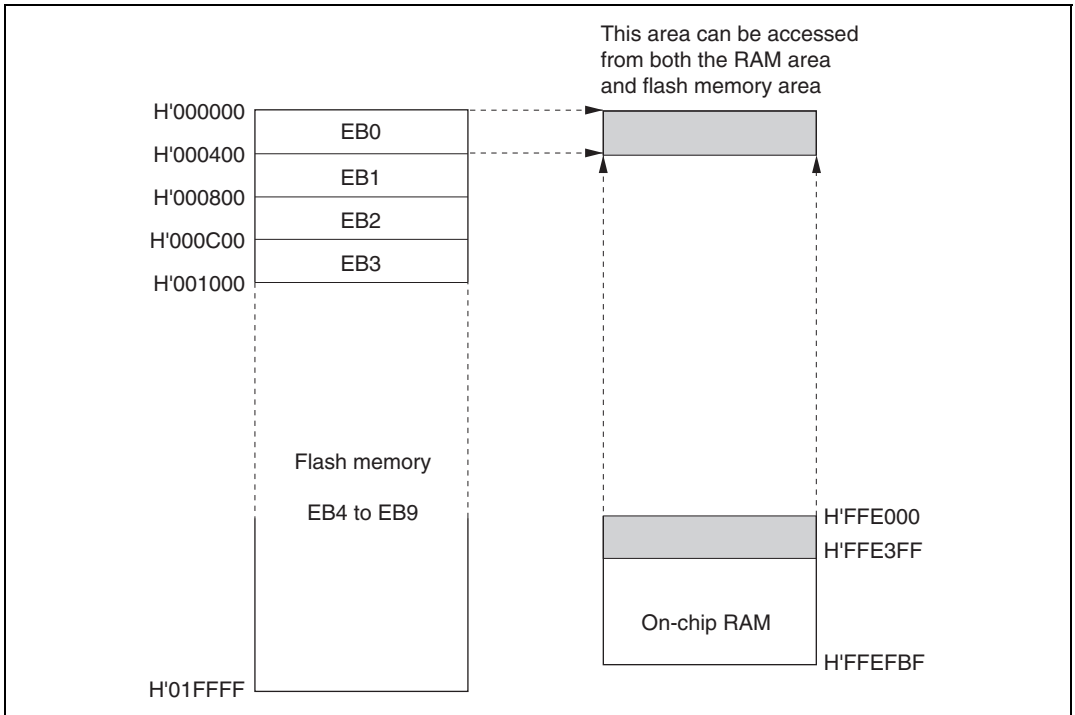 This area can be accessed
from both the RAM area
and flash memory area
H'000000
EB0
H'000400
EB1
H'000800
EB2
H'000C00
EB3
H'001000
Flash memory
EB4 to EB9
H'FFE000
H'FFE3FF
On-chip RAM
H'FFEFBF
H'01FFFF